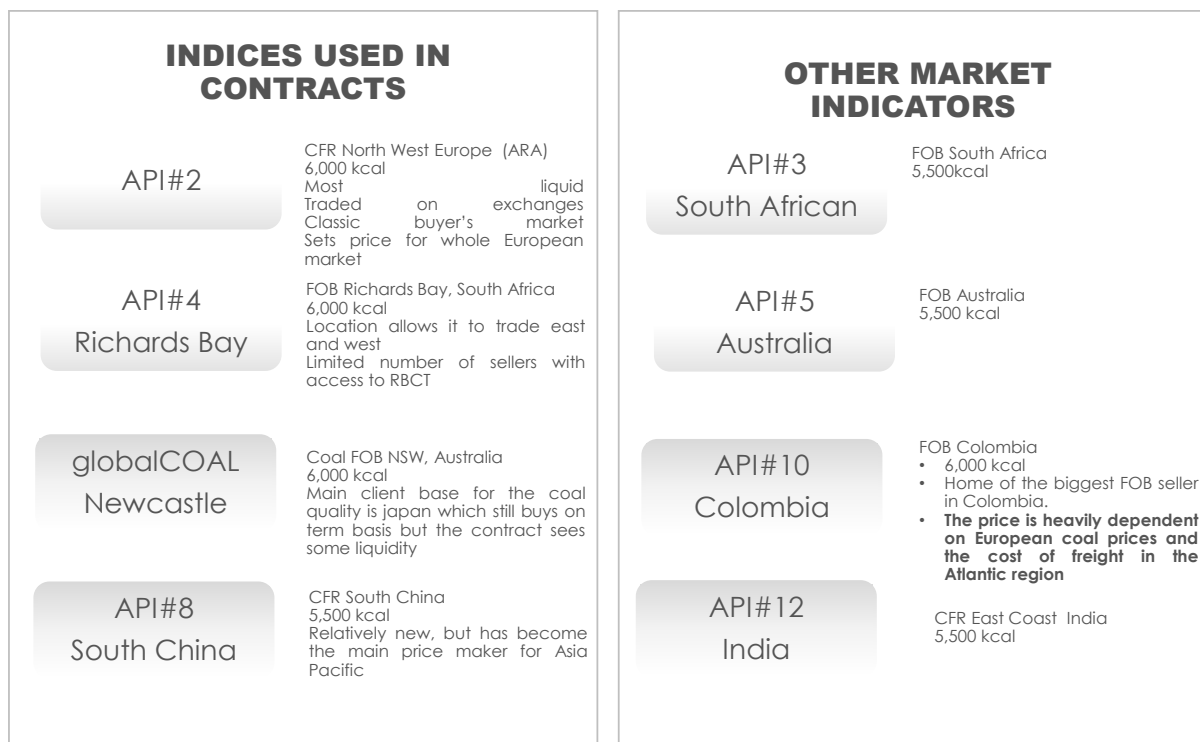 INDICES USED IN
CONTRACTS
API#2
CFR North West Europe (ARA)
6,000 kcal
Most liquid
Traded on exchanges
Classic buyer's market
Sets price for whole European
market
API#4
Richards Bay
FOB Richards Bay, South Africa
6,000 kcal
Location allows it to trade east
and west
Limited number of sellers with
access to RBCT
globalCOAL
Newcastle
Coal FOB NSW, Australia
6,000 kcal
Main client base for the coal
quality is japan which still buys on
term basis but the contract sees
some liquidity
API#8
South China
CFR South China
5,500 kcal
Relatively new, but has become
the main price maker for Asia
Pacific
OTHER MARKET
INDICATORS
API#3
South African
FOB South Africa
5,500kcal
API#5
Australia
FOB Australia
5,500 kcal
API#10
Colombia
FOB Colombia
• 6,000 kcal
• Home of the biggest FOB seller
in Colombia.
• The price is heavily dependent
on European coal prices and
the cost of freight in the
Atlantic region
API#12
India
CFR East Coast India
5,500 kcal